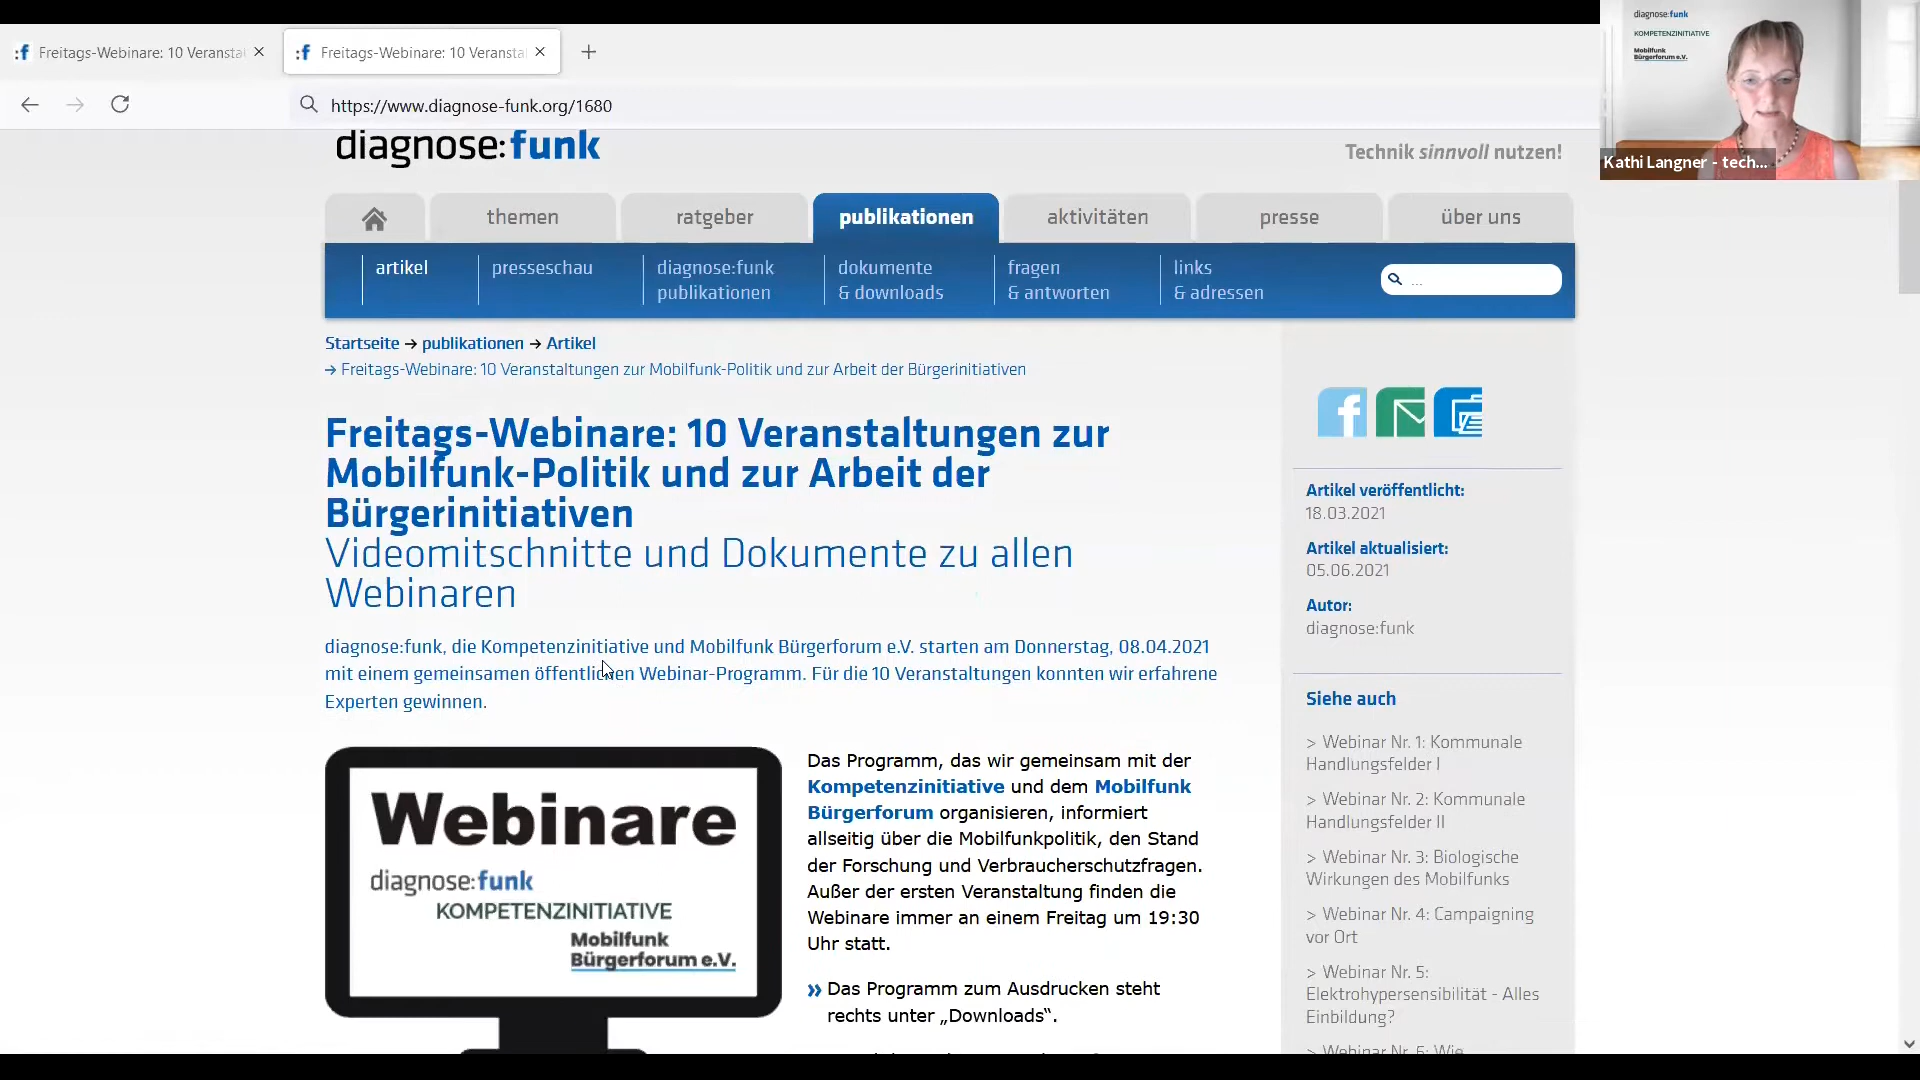 Freitags-Webinare: 10 Veransta
Freitags-Webinare: 10 Veransta
https://www.diagnose-funk.org/1680
diagnose:funk
KOMPETENZINITIATIVE
Mobilfunk
Bürgerforum e.V.
Kathi Langner - tech...
diagnose:funk
Technik sinnvoll nutzen!
themen
ratgeber
publikationen
aktivitäten
presse
über uns
artikel
presseschau
diagnose:funk
publikationen
dokumente
& downloads
fragen
& antworten
links
& adressen
...
Startseite → publikationen → Artikel
→ Freitags-Webinare: 10 Veranstaltungen zur Mobilfunk-Politik und zur Arbeit der Bürgerinitiativen
Freitags-Webinare: 10 Veranstaltungen zur
Mobilfunk-Politik und zur Arbeit der
Bürgerinitiativen
Videomitschnitte und Dokumente zu allen
Webinaren
diagnose:funk, die Kompetenzinitiative und Mobilfunk Bürgerforum e.V. starten am Donnerstag, 08.04.2021
mit einem gemeinsamen öffentlichen Webinar-Programm. Für die 10 Veranstaltungen konnten wir erfahrene
Experten gewinnen.
Webinare
diagnose:funk
KOMPETENZINITIATIVE
Mobilfunk
Bürgerforum e.V.
Das Programm, das wir gemeinsam mit der
Kompetenzinitiative und dem Mobilfunk
Bürgerforum organisieren, informiert
allseitig über die Mobilfunkpolitik, den Stand
der Forschung und Verbraucherschutzfragen.
Außer der ersten Veranstaltung finden die
Webinare immer an einem Freitag um 19:30
Uhr statt.
» Das Programm zum Ausdrucken steht
rechts unter „Downloads“.
Artikel veröffentlicht:
18.03.2021
Artikel aktualisiert:
05.06.2021
Autor:
diagnose:funk
Siehe auch
> Webinar Nr. 1: Kommunale
Handlungsfelder I
> Webinar Nr. 2: Kommunale
Handlungsfelder II
> Webinar Nr. 3: Biologische
Wirkungen des Mobilfunks
> Webinar Nr. 4: Campaigning
vor Ort
> Webinar Nr. 5:
Elektrohypersensibilität - Alles
Einbildung?
> Webinar Nr. 6: Wie